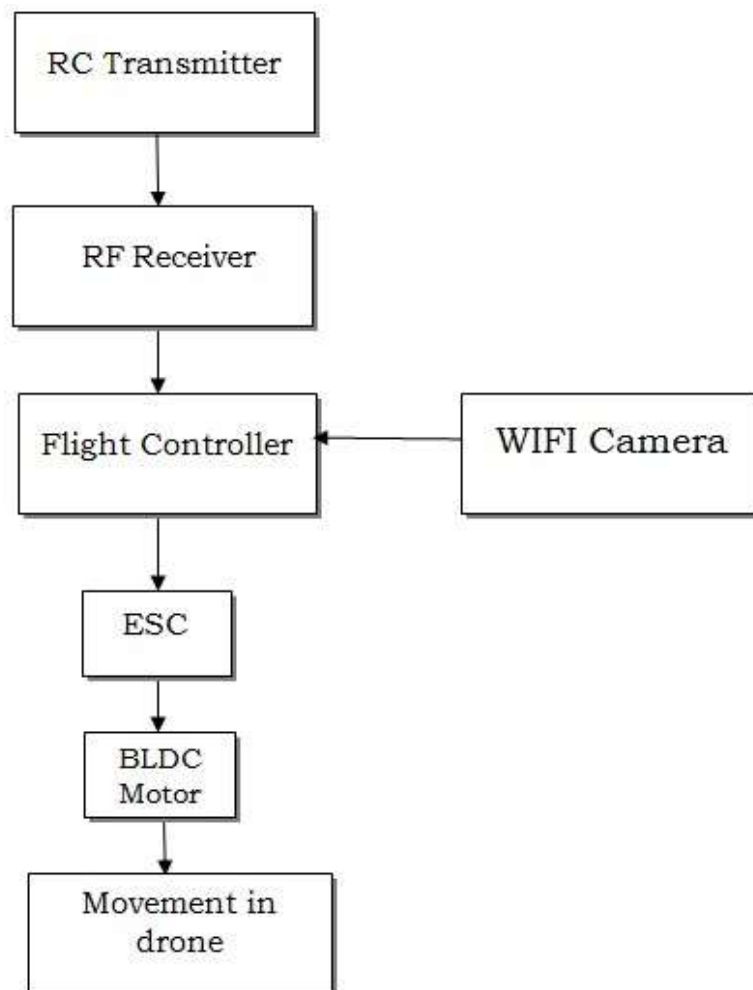 RC Transmitter
RF Receiver
Flight Controller
WIFI Camera
ESC
BLDC
Motor
Movement in
drone